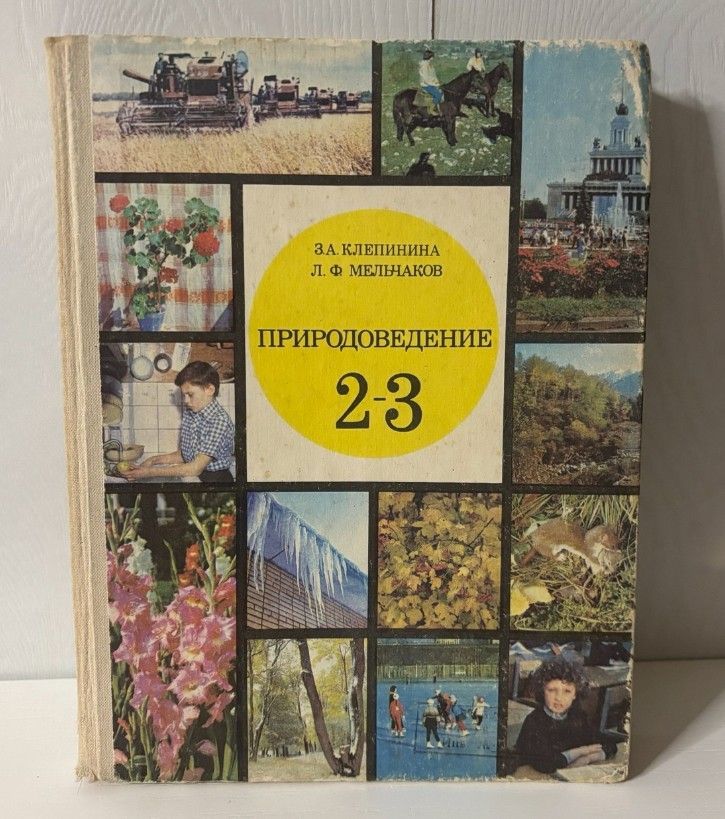 З.А. КЛЕПИНИНА
Л. Ф. МЕЛЬЧАКОВ
ПРИРОДОВЕДЕНИЕ
2-3